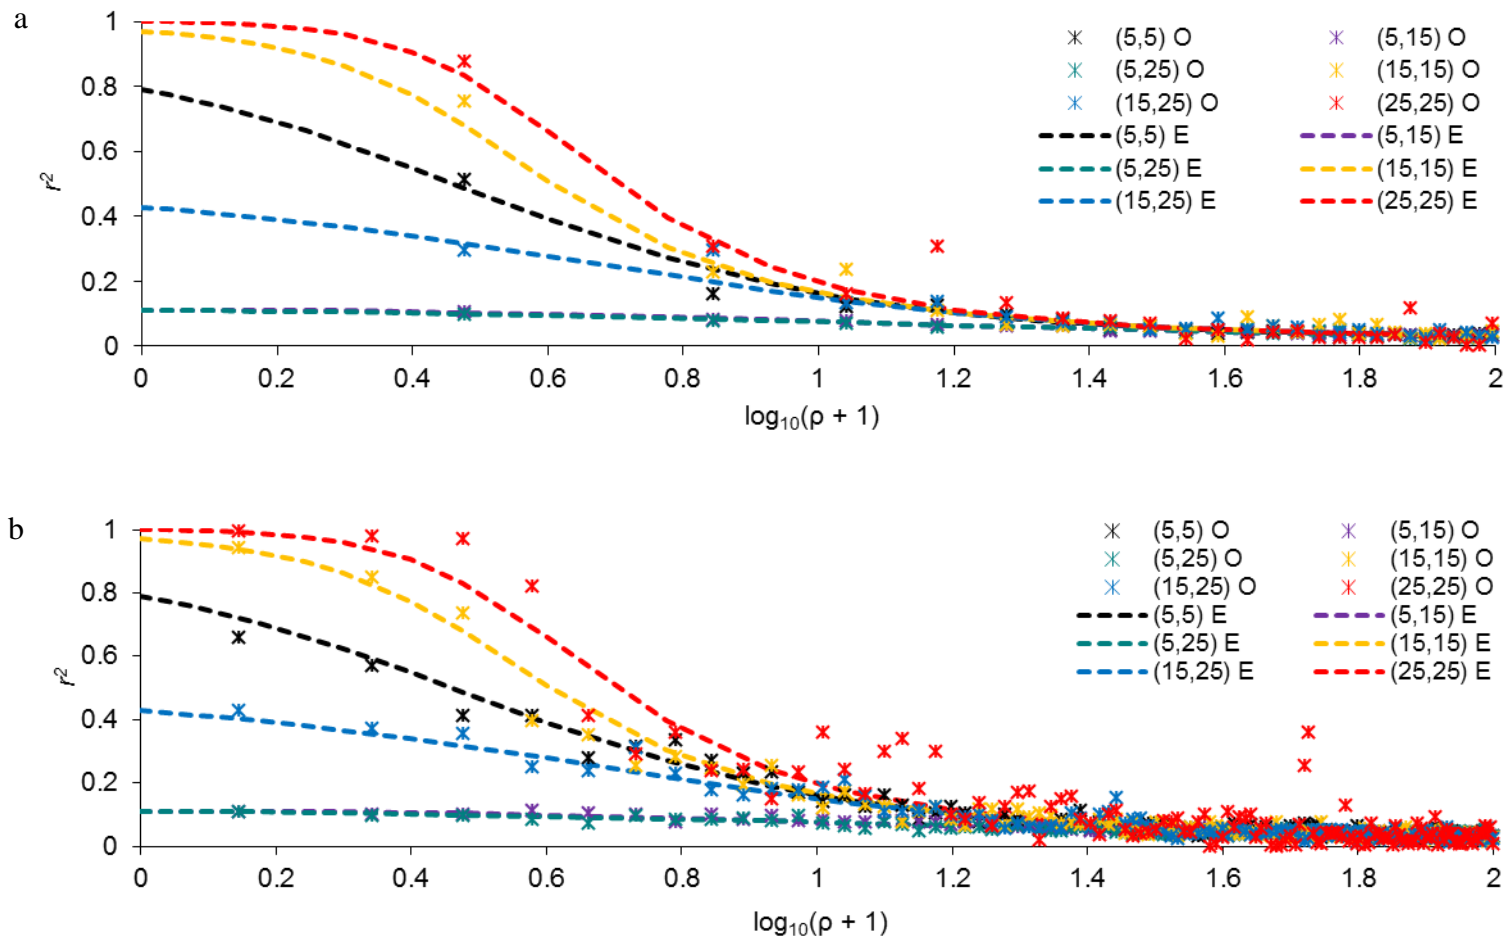 a
1
0.8
0.6
0.4
0.2
0
r²
0 0.2 0.4 0.6 0.8 1 1.2 1.4 1.6 1.8 2
log₁₀(ρ + 1)
(5,5) O (5,15) O
(5,25) O (15,15) O
(15,25) O (25,25) O
(5,5) E (5,15) E
(5,25) E (15,15) E
(15,25) E (25,25) E
b
1
0.8
0.6
0.4
0.2
0
r²
0 0.2 0.4 0.6 0.8 1 1.2 1.4 1.6 1.8 2
log₁₀(ρ + 1)
(5,5) O (5,15) O
(5,25) O (15,15) O
(15,25) O (25,25) O
(5,5) E (5,15) E
(5,25) E (15,15) E
(15,25) E (25,25) E